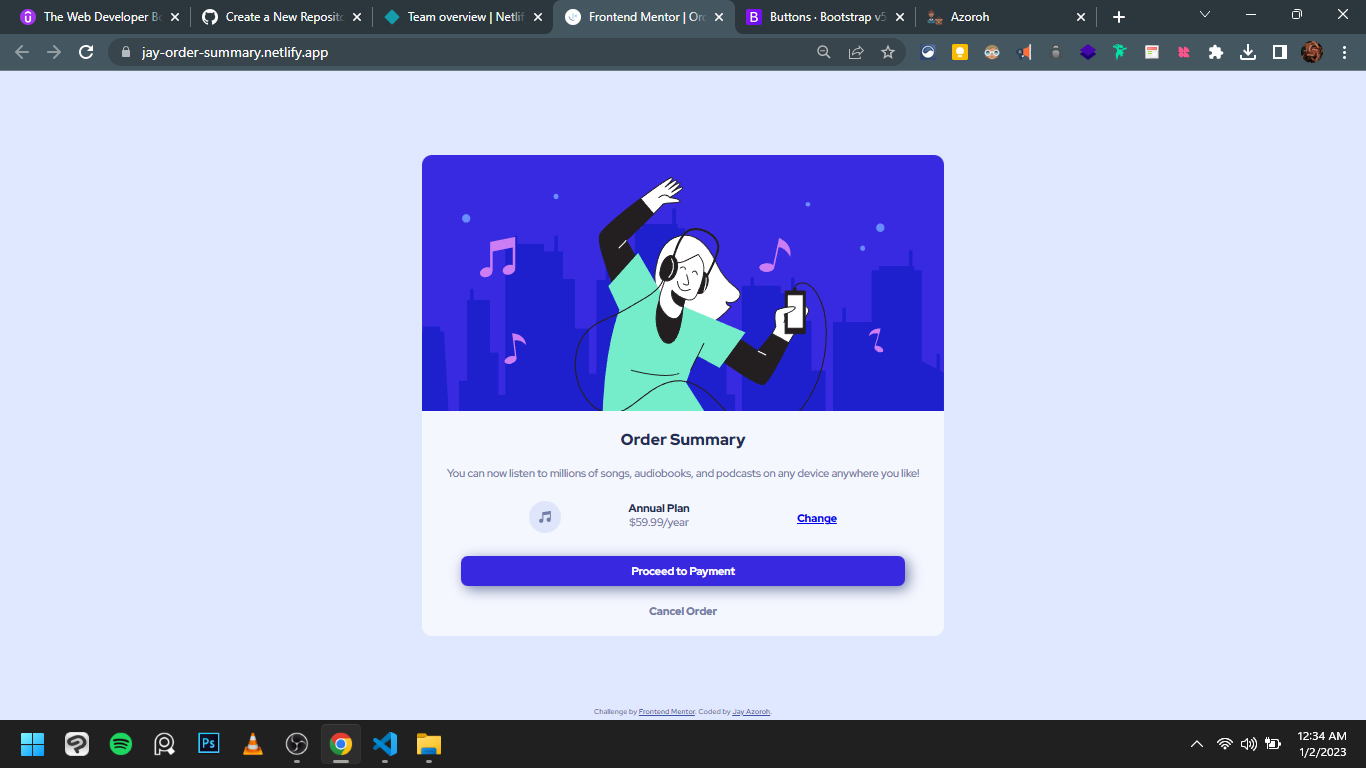 The Web Developer Bo
Create a New Reposito
Team overview | Netlif
Frontend Mentor | Ord
Buttons · Bootstrap v5
Azoroh
jay-order-summary.netlify.app
Order Summary
You can now listen to millions of songs, audiobooks, and podcasts on any device anywhere you like!
Annual Plan
$59.99/year
Change
Proceed to Payment
Cancel Order
Challenge by Frontend Mentor. Coded by Jay Azoroh.
Ps
12:34 AM
1/2/2023